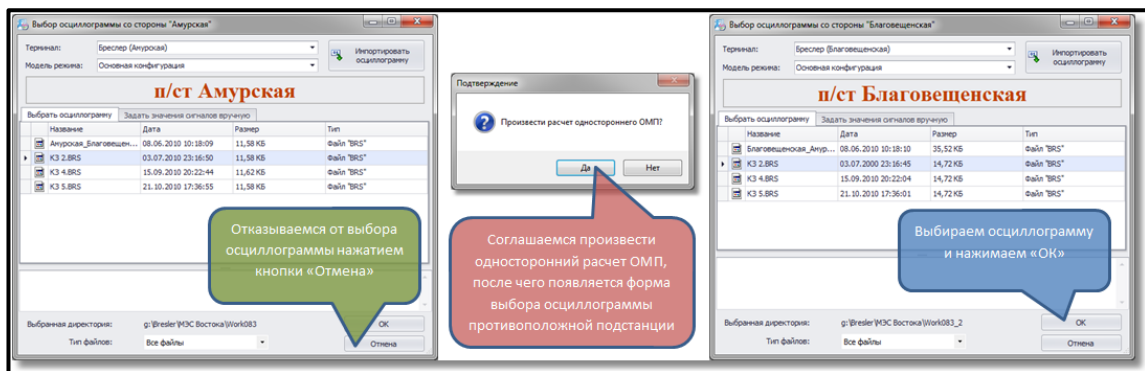 Выбор осциллограммы со стороны "Амурская"
Терминал: Бреслер (Амурская)
Модель режима: Основная конфигурация
Импортировать
осциллограмму
п/ст Амурская
Выбрать осциллограмму Задать значения сигналов вручную
Название Дата Размер Тип
Амурская_Благовещен... 08.06.2010 10:18:09 11,58 КБ Файл "BRS"
КЗ 2.BRS 03.07.2010 23:16:50 11,58 КБ Файл "BRS"
КЗ 4.BRS 15.09.2010 20:22:44 11,62 КБ Файл "BRS"
КЗ 5.BRS 21.10.2010 17:36:55 11,58 КБ Файл "BRS"
Отказываемся от выбора
осциллограммы нажатием
кнопки «Отмена»
Выбранная директория: g:\Bresler\МЭС Востока\Work083
ОК
Тип файлов: Все файлы
Отмена
Подтверждение
Произвести расчет одностороннего ОМП?
Да Нет
Соглашаемся произвести
односторонний расчет ОМП,
после чего появляется форма
выбора осциллограммы
противоположной подстанции
Выбор осциллограммы со стороны "Благовещенская"
Терминал: Бреслер (Благовещенская)
Модель режима: Основная конфигурация
Импортировать
осциллограмму
п/ст Благовещенская
Выбрать осциллограмму Задать значения сигналов вручную
Название Дата Размер Тип
Благовещенская_Амур... 08.06.2010 10:18:10 35,52 КБ Файл "BRS"
КЗ 2.BRS 03.07.2000 23:16:45 14,72 КБ Файл "BRS"
КЗ 4.BRS 15.09.2010 20:22:04 14,72 КБ Файл "BRS"
КЗ 5.BRS 21.10.2010 17:36:01 14,72 КБ Файл "BRS"
Выбираем осциллограмму
и нажимаем «ОК»
Выбранная директория: g:\Bresler\МЭС Востока\Work083_2
ОК
Тип файлов: Все файлы
Отмена